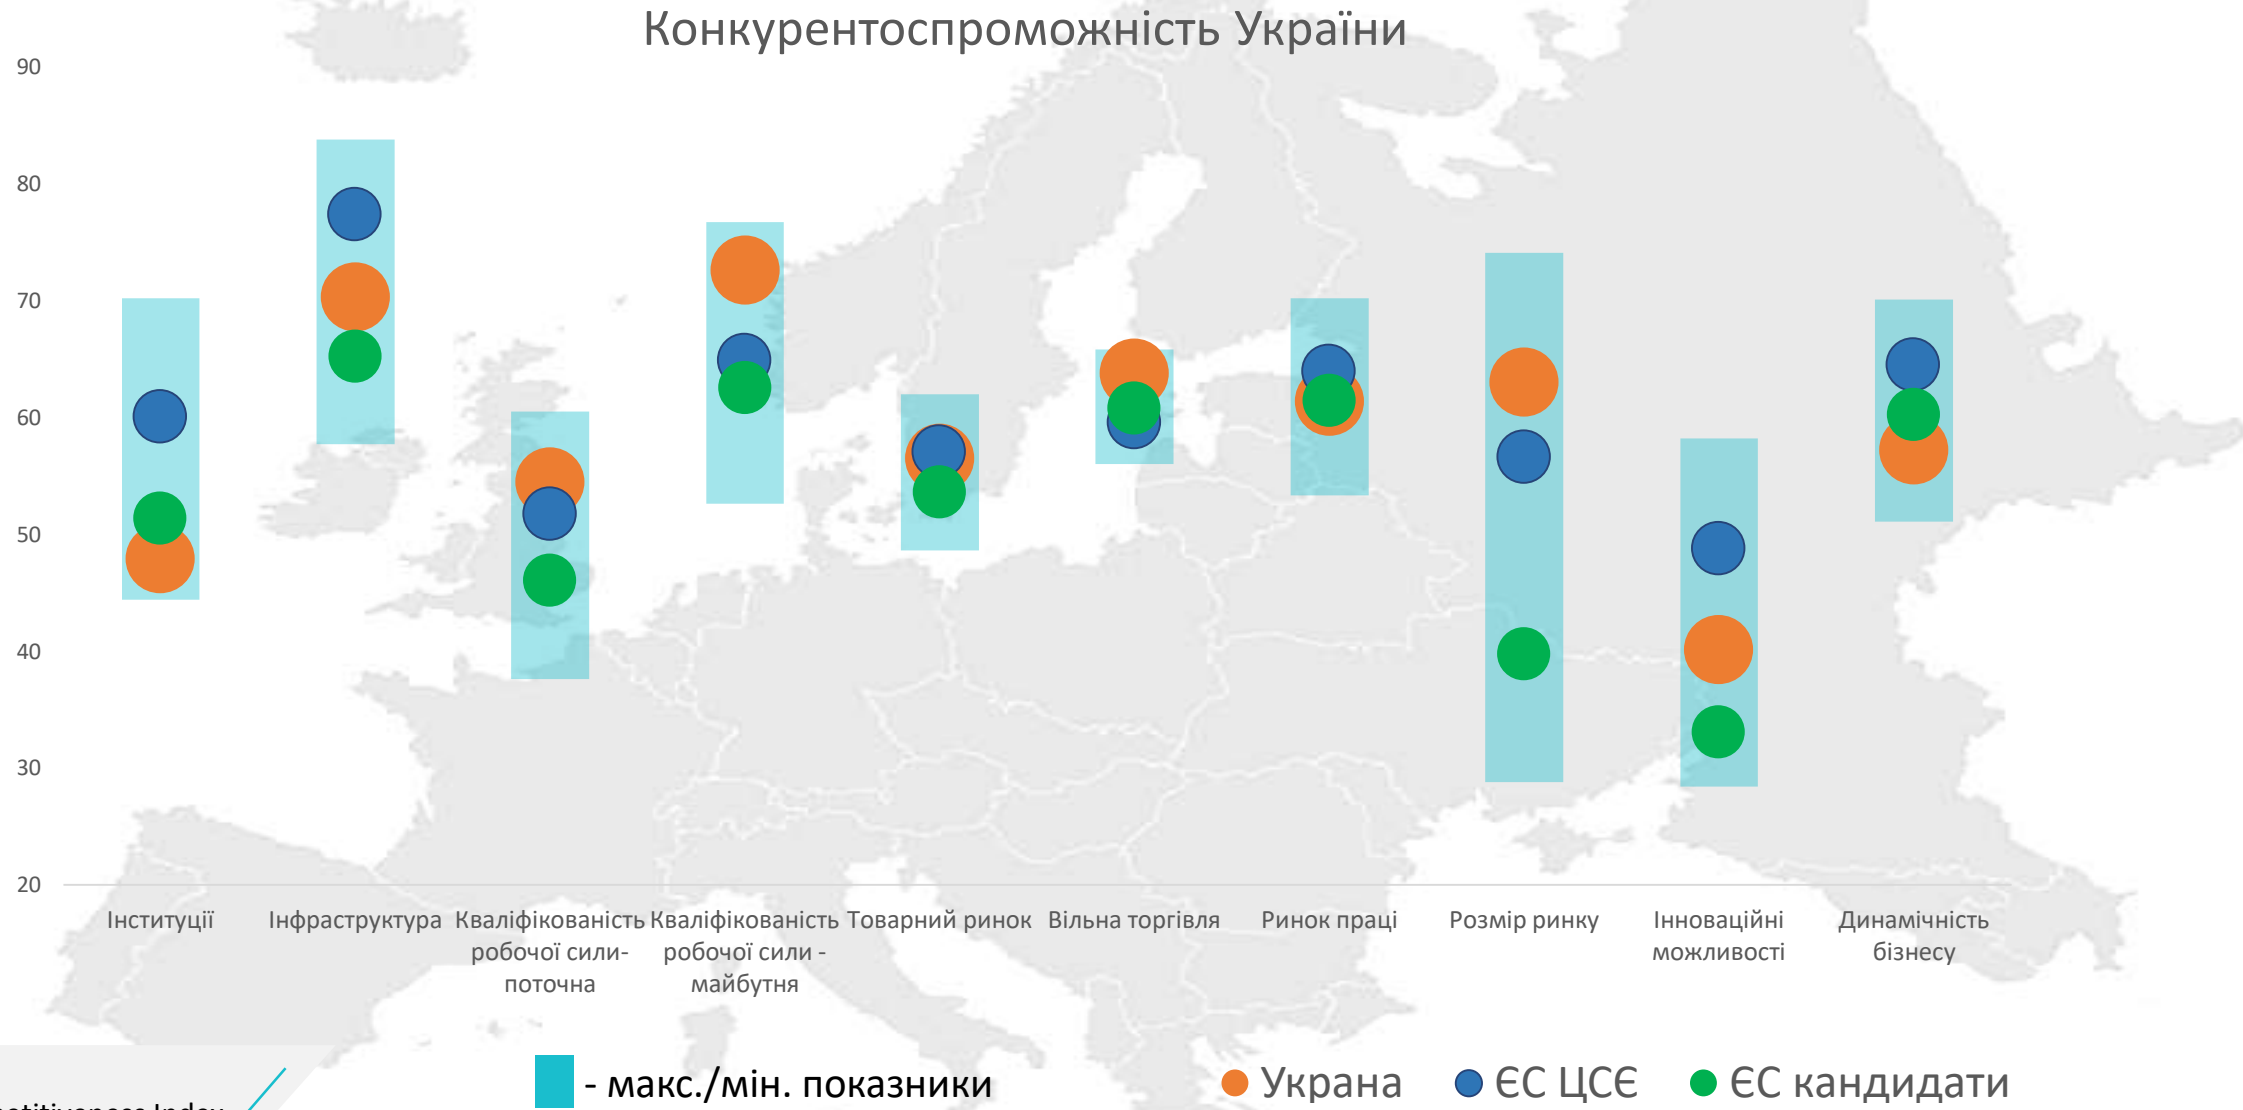 Конкурентоспроможність України
90
80
70
60
50
40
30
20
Інституції
Інфраструктура
Кваліфікованість
робочої сили-
поточна
Кваліфікованість
робочої сили -
майбутня
Товарний ринок
Вільна торгівля
Ринок праці
Розмір ринку
Інноваційні
можливості
Динамічність
бізнесу
- макс./мін. показники
Украна
ЄС ЦСЄ
ЄС кандидати
Index